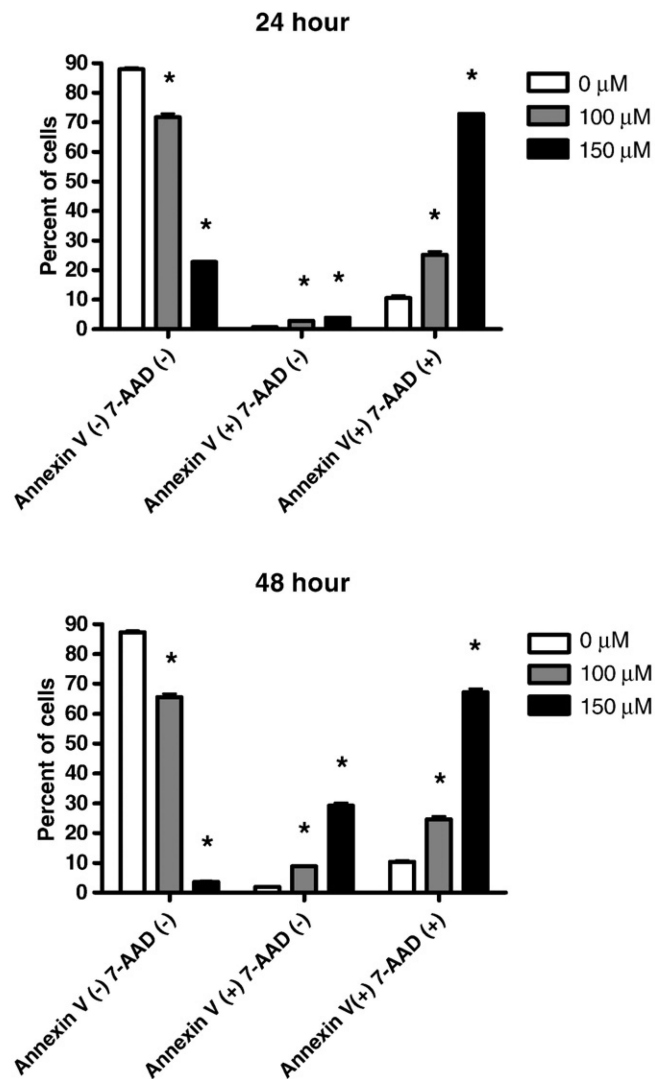 24 hour
Percent of cells
90
80
70
60
50
40
30
20
10
0
*
*
*
*
*
*
Annexin V (-) 7-AAD (-)
Annexin V (+) 7-AAD (-)
Annexin V(+) 7-AAD (+)
0 μM
100 μM
150 μM
48 hour
Percent of cells
90
80
70
60
50
40
30
20
10
0
*
*
*
*
*
*
Annexin V (-) 7-AAD (-)
Annexin V (+) 7-AAD (-)
Annexin V(+) 7-AAD (+)
0 μM
100 μM
150 μM